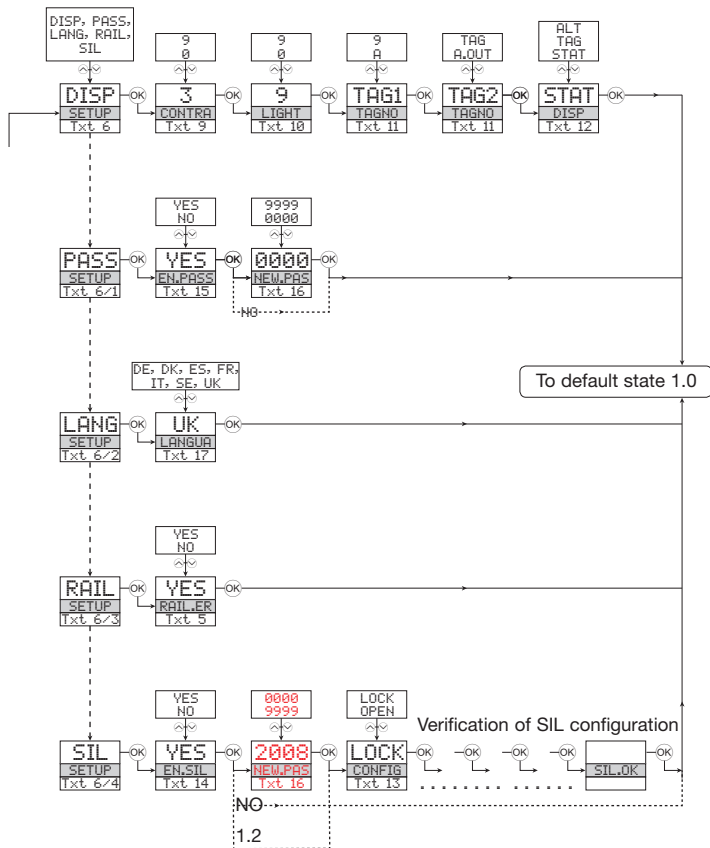 DISP, PASS,
LANG, RAIL,
SIL
9
0
9
0
9
A
TAG
A.OUT
ALT
TAG
STAT
DISP
SETUP
Txt 6
OK
3
CONTRA
Txt 9
OK
9
LIGHT
Txt 10
OK
TAG1
TAGNO
Txt 11
OK
TAG2
TAGNO
Txt 11
OK
STAT
DISP
Txt 12
OK
YES
NO
9999
0000
PASS
SETUP
Txt 6/1
OK
YES
EN.PASS
Txt 15
OK
0000
NEW.PAS
Txt 16
OK
NO
To default state 1.0
DE, DK, ES, FR,
IT, SE, UK
LANG
SETUP
Txt 6/2
OK
UK
LANGUA
Txt 17
OK
YES
NO
RAIL
SETUP
Txt 6/3
OK
YES
RAIL.ER
Txt 5
OK
YES
NO
0000
9999
LOCK
OPEN
Verification of SIL configuration
SIL
SETUP
Txt 6/4
OK
YES
EN.SIL
Txt 14
OK
2008
NEW.PAS
Txt 16
OK
LOCK
CONFIG
Txt 13
OK
OK
OK
OK
SIL.OK
OK
NO
1.2